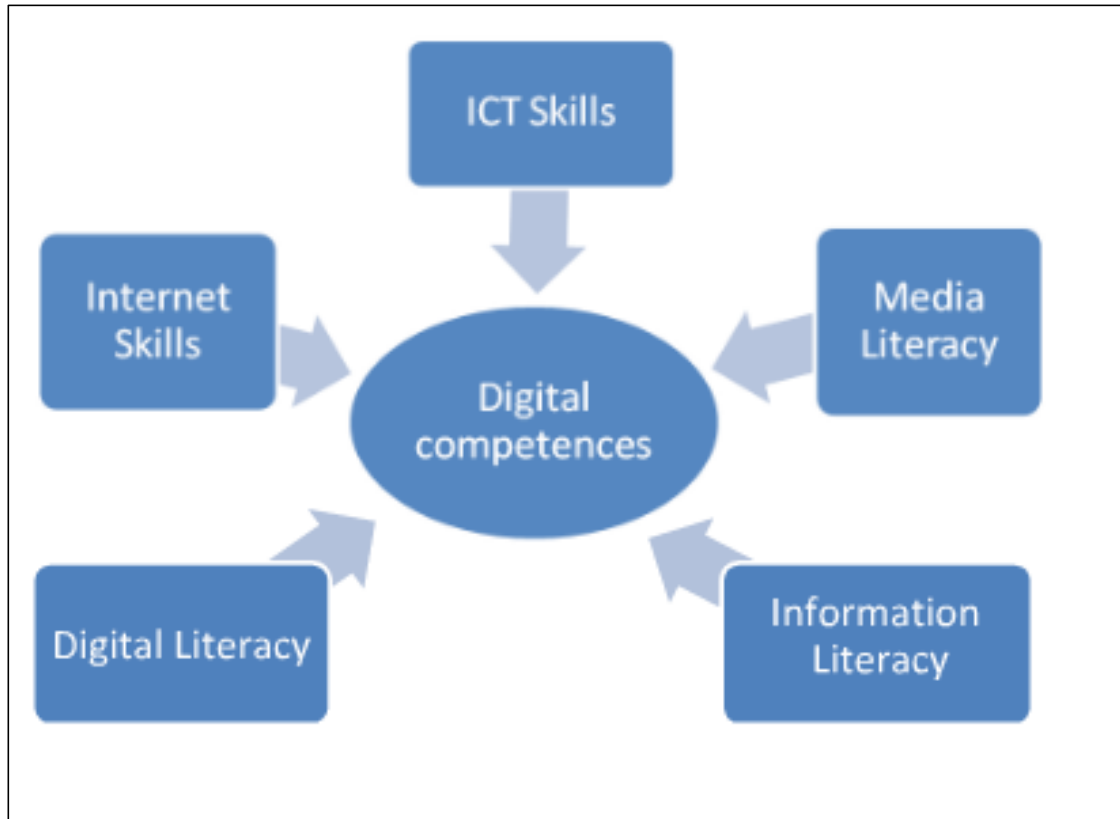 ICT Skills
Internet
Skills
Media
Literacy
Digital
competences
Digital Literacy
Information
Literacy